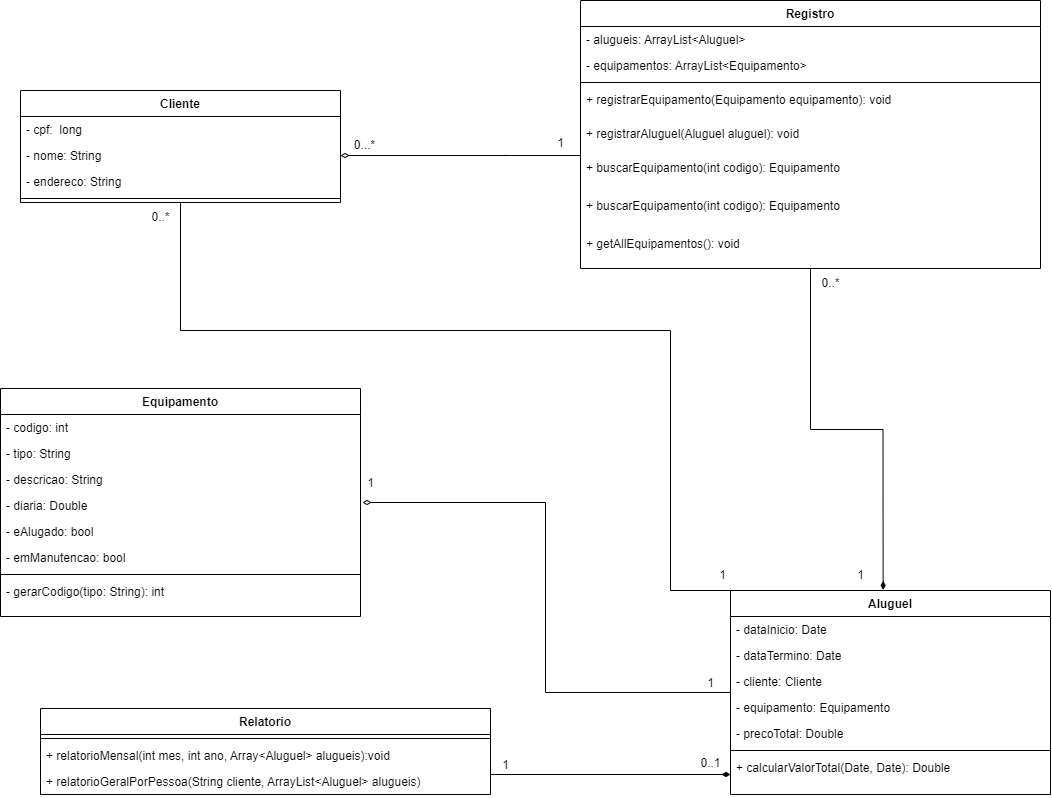 Registro
- alugueis: ArrayList<Aluguel>
- equipamentos: ArrayList<Equipamento>
+ registrarEquipamento(Equipamento equipamento): void
+ registrarAluguel(Aluguel aluguel): void
+ buscarEquipamento(int codigo): Equipamento
+ buscarEquipamento(int codigo): Equipamento
+ getAllEquipamentos(): void
Cliente
- cpf:  long
- nome: String
- endereco: String
0...*
1
0..*
0..*
Equipamento
- codigo: int
- tipo: String
- descricao: String
- diaria: Double
- eAlugado: bool
- emManutencao: bool
- gerarCodigo(tipo: String): int
1
1
1
1
Aluguel
- dataInicio: Date
- dataTermino: Date
- cliente: Cliente
- equipamento: Equipamento
- precoTotal: Double
+ calcularValorTotal(Date, Date): Double
Relatorio
+ relatorioMensal(int mes, int ano, Array<Aluguel> alugueis):void
+ relatorioGeralPorPessoa(String cliente, ArrayList<Aluguel> alugueis)
1
0..1